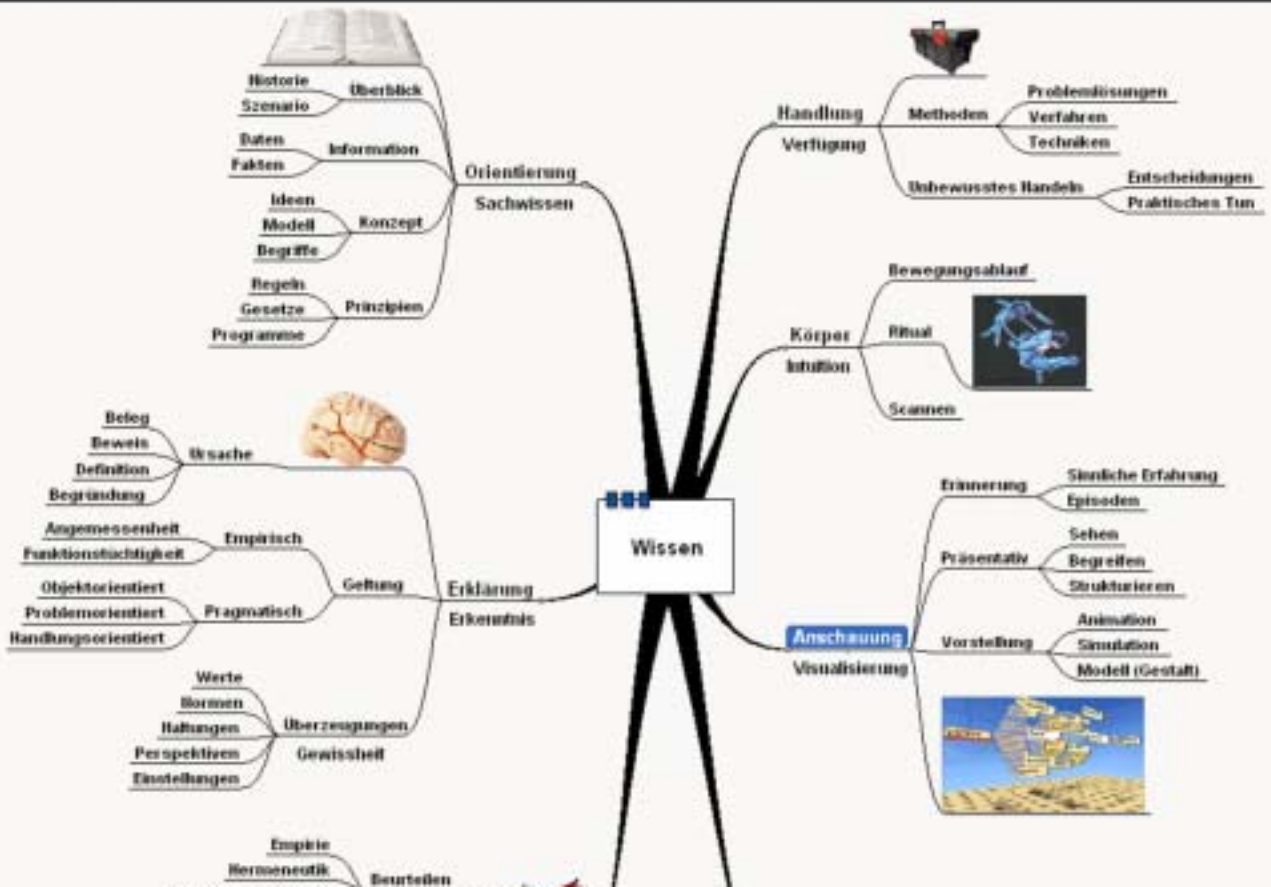 Historie
Szenario
Überblick
Daten
Fakten
Information
Ideen
Modell
Begriffe
Konzept
Regeln
Gesetze
Programme
Prinzipien
Orientierung
Sachwissen
Beleg
Beweis
Definition
Begründung
Ursache
Angemessenheit
Funktionstüchtigkeit
Empirisch
Objektorientiert
Problemorientiert
Handlungsorientiert
Pragmatisch
Geltung
Erklärung
Erkenntnis
Werte
Normen
Haltungen
Perspektiven
Einstellungen
Überzeugungen
Gewissheit
Empirie
Hermeneutik
Beurteilen
Wissen
Handlung
Verfügung
Methoden
Problemlösungen
Verfahren
Techniken
Unbewusstes Handeln
Entscheidungen
Praktischen Tun
Körper
Intuition
Bewegungsablauf
Ritual
Scannen
Anschauung
Visualisierung
Erinnerung
Sinnliche Erfahrung
Episoden
Präsentativ
Sehen
Begreifen
Strukturieren
Vorstellung
Animation
Simulation
Modell (Gestalt)